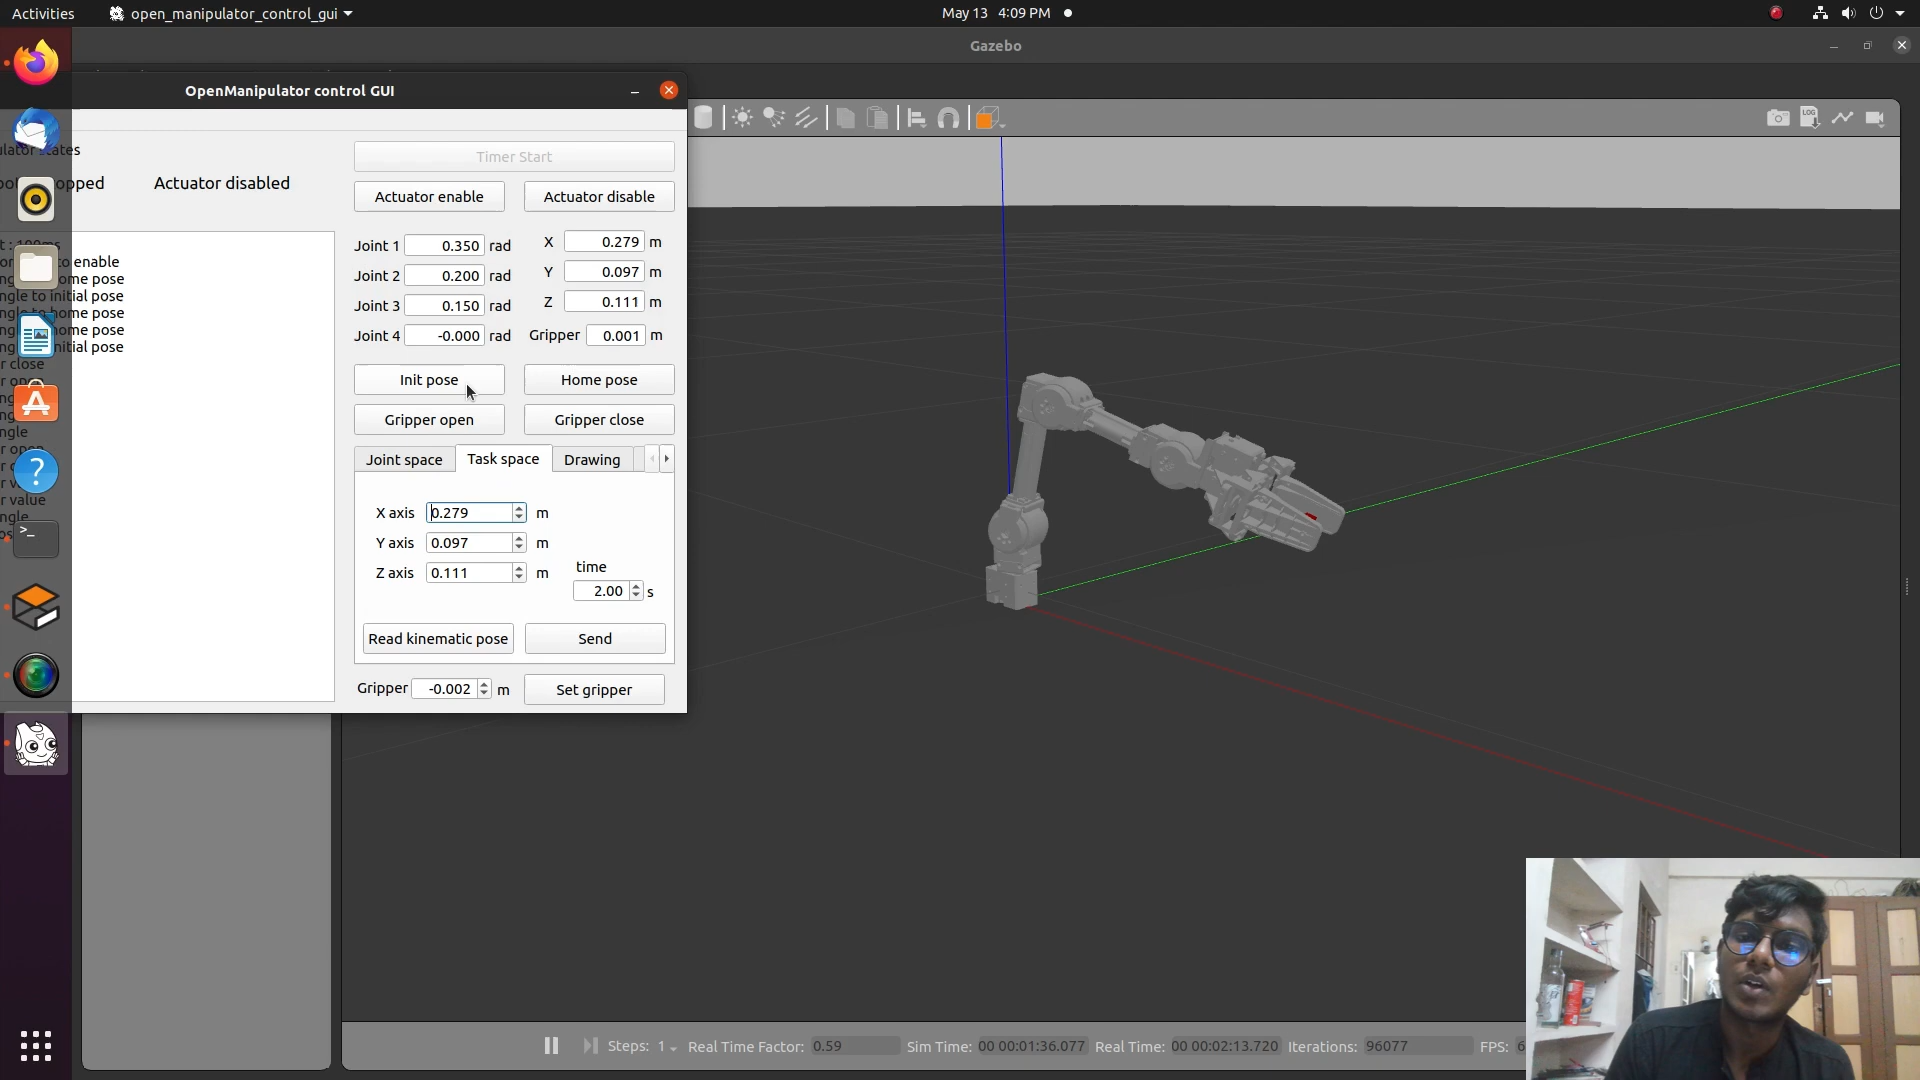 Activities
open_manipulator_control_gui
May 13 4:09 PM
Gazebo
OpenManipulator control GUI
Timer Start
Actuator disabled
Actuator enable
Actuator disable
Joint 1 0.350 rad
X 0.279 m
Joint 2 0.200 rad
Y 0.097 m
Joint 3 0.150 rad
Z 0.111 m
Joint 4 -0.000 rad
Gripper 0.001 m
to enable
ome pose
to initial pose
home pose
home pose
nitial pose
r close
ngle
value
Init pose
Home pose
Gripper open
Gripper close
Joint space
Task space
Drawing
X axis 0.279 m
Y axis 0.097 m
Z axis 0.111 m
time
2.00 s
Read kinematic pose
Send
Gripper -0.002 m
Set gripper
LOG
Steps: 1
Real Time Factor: 0.59
Sim Time: 00 00:01:36.077
Real Time: 00 00:02:13.720
Iterations: 96077
FPS: 6